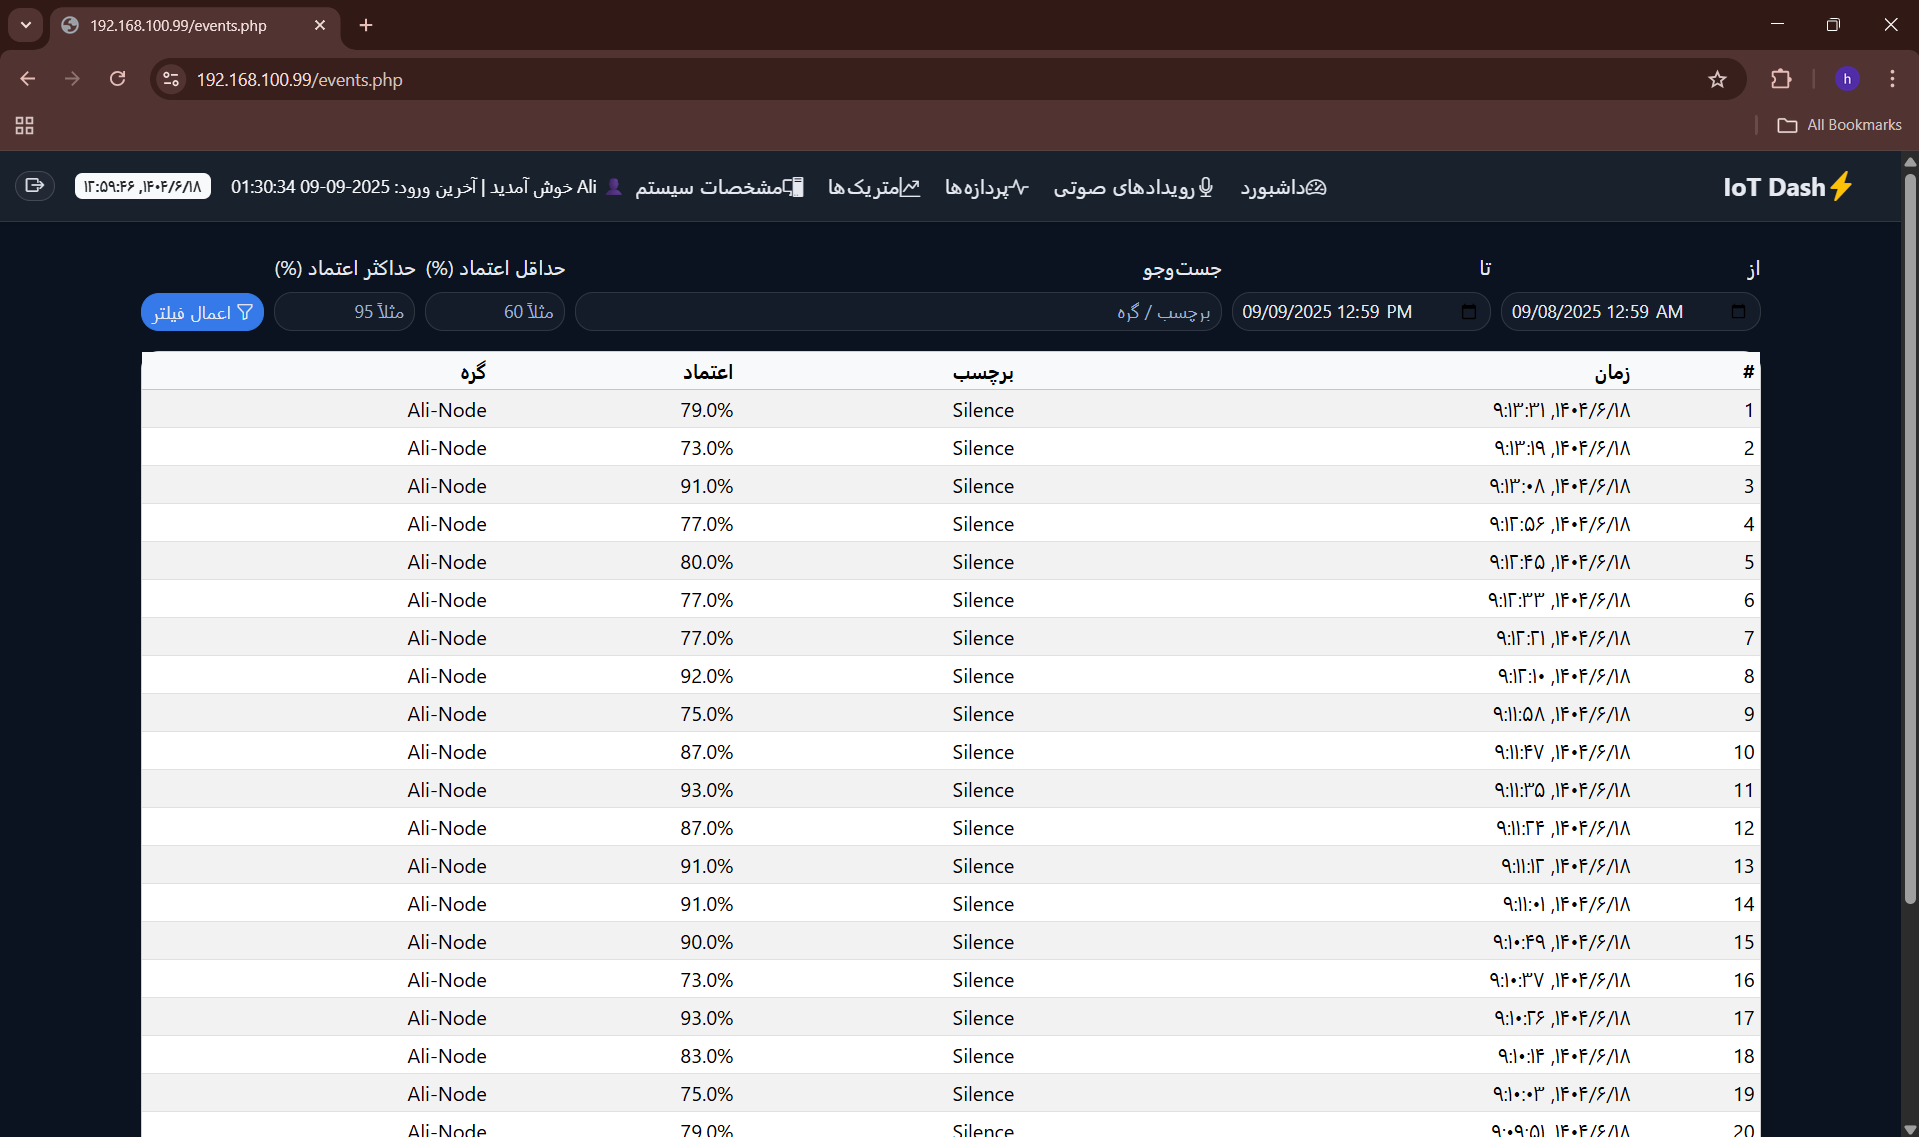 192.168.100.99/events.php
192.168.100.99/events.php
h
All Bookmarks
IoT Dash
داشبورد
رویدادهای صوتی
پردازه‌ها
متریک‌ها
مشخصات سیستم
Ali خوش آمدید | آخرین ورود: 2025-09-09 01:30:34
۱۴۰۴/۶/۱۸, ۱۲:۵۹:۴۶
از
تا
جست‌وجو
حداقل اعتماد (%)
حداکثر اعتماد (%)
09/08/2025 12:59 AM
09/09/2025 12:59 PM
برچسب / گره
مثلاً 60
مثلاً 95
اعمال فیلتر
# زمان برچسب اعتماد گره
1 ۱۴۰۴/۶/۱۸, ۹:۱۳:۳۱ Silence 79.0% Ali-Node
2 ۱۴۰۴/۶/۱۸, ۹:۱۳:۱۹ Silence 73.0% Ali-Node
3 ۱۴۰۴/۶/۱۸, ۹:۱۳:۰۸ Silence 91.0% Ali-Node
4 ۱۴۰۴/۶/۱۸, ۹:۱۲:۵۶ Silence 77.0% Ali-Node
5 ۱۴۰۴/۶/۱۸, ۹:۱۲:۴۵ Silence 80.0% Ali-Node
6 ۱۴۰۴/۶/۱۸, ۹:۱۲:۳۳ Silence 77.0% Ali-Node
7 ۱۴۰۴/۶/۱۸, ۹:۱۲:۲۱ Silence 77.0% Ali-Node
8 ۱۴۰۴/۶/۱۸, ۹:۱۲:۱۰ Silence 92.0% Ali-Node
9 ۱۴۰۴/۶/۱۸, ۹:۱۱:۵۸ Silence 75.0% Ali-Node
10 ۱۴۰۴/۶/۱۸, ۹:۱۱:۴۷ Silence 87.0% Ali-Node
11 ۱۴۰۴/۶/۱۸, ۹:۱۱:۳۵ Silence 93.0% Ali-Node
12 ۱۴۰۴/۶/۱۸, ۹:۱۱:۲۴ Silence 87.0% Ali-Node
13 ۱۴۰۴/۶/۱۸, ۹:۱۱:۱۲ Silence 91.0% Ali-Node
14 ۱۴۰۴/۶/۱۸, ۹:۱۱:۰۱ Silence 91.0% Ali-Node
15 ۱۴۰۴/۶/۱۸, ۹:۱۰:۴۹ Silence 90.0% Ali-Node
16 ۱۴۰۴/۶/۱۸, ۹:۱۰:۳۷ Silence 73.0% Ali-Node
17 ۱۴۰۴/۶/۱۸, ۹:۱۰:۲۶ Silence 93.0% Ali-Node
18 ۱۴۰۴/۶/۱۸, ۹:۱۰:۱۴ Silence 83.0% Ali-Node
19 ۱۴۰۴/۶/۱۸, ۹:۱۰:۰۳ Silence 75.0% Ali-Node
20 ۱۴۰۴/۶/۱۸, ۹:۰۹:۵۱ Silence 79.0% Ali-Node